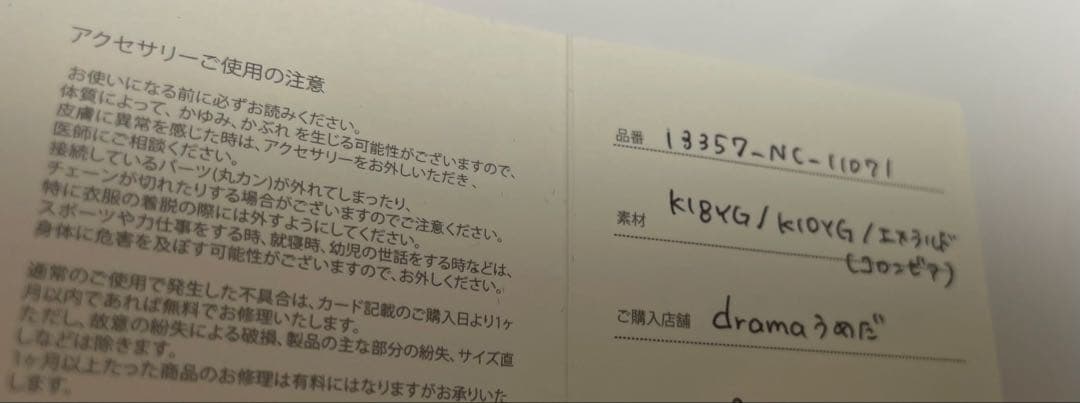 アクセサリーご使用の注意
お使いになる前に必ずお読みください。
体質によって、かゆみ、かぶれを生じる可能性がございますので、
皮膚に異常を感じた時は、アクセサリーをお外しいただき、
医師にご相談ください。
接続しているパーツ(丸カン)が外れてしまったり、
チェーンが切れたりする場合がございますのでご注意ください。
特に衣服の着脱の際には外すようにしてください。
スポーツや力仕事をする時、就寝時、幼児の世話をする時などは、
身体に危害を及ぼす可能性がございますので、お外しください。
通常のご使用で発生した不具合は、カード記載のご購入日より1ヶ
月以内であれば無料でお修理いたします。
ただし、故意の紛失による破損、製品の主な部分の紛失、サイズ直
しなどは除きます。
1ヶ月以上たった商品のお修理は有料にはなりますがお承りいた
します。
品番 13357-NC-11071
素材 K18YG/K10YG/エメラルド
(コロンビア)
ご購入店舗 dramaうめだ